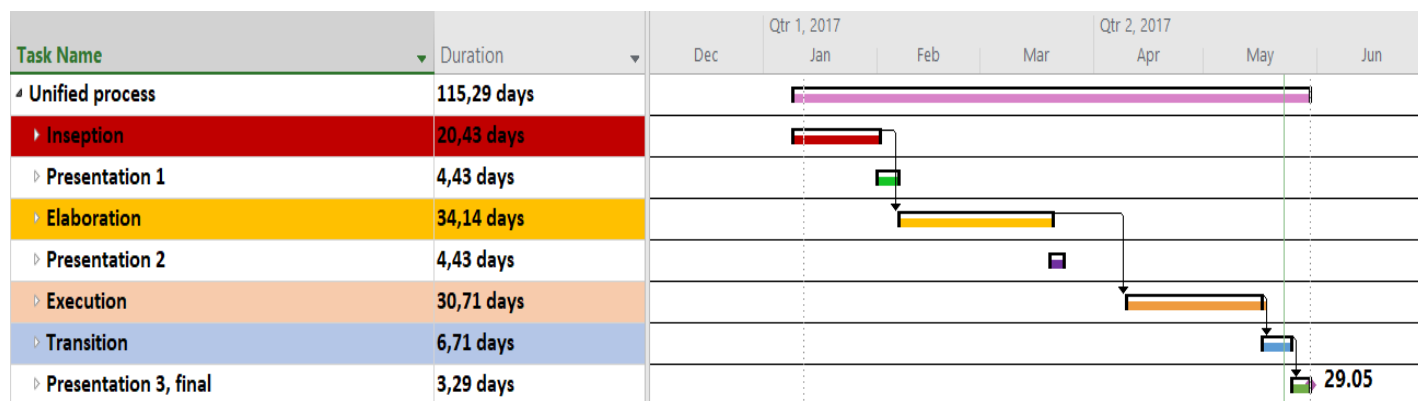 Qtr 1, 2017 Qtr 2, 2017
Task Name Duration Dec Jan Feb Mar Apr May Jun
Unified process 115,29 days
Inseption 20,43 days
Presentation 1 4,43 days
Elaboration 34,14 days
Presentation 2 4,43 days
Execution 30,71 days
Transition 6,71 days
Presentation 3, final 3,29 days 29.05